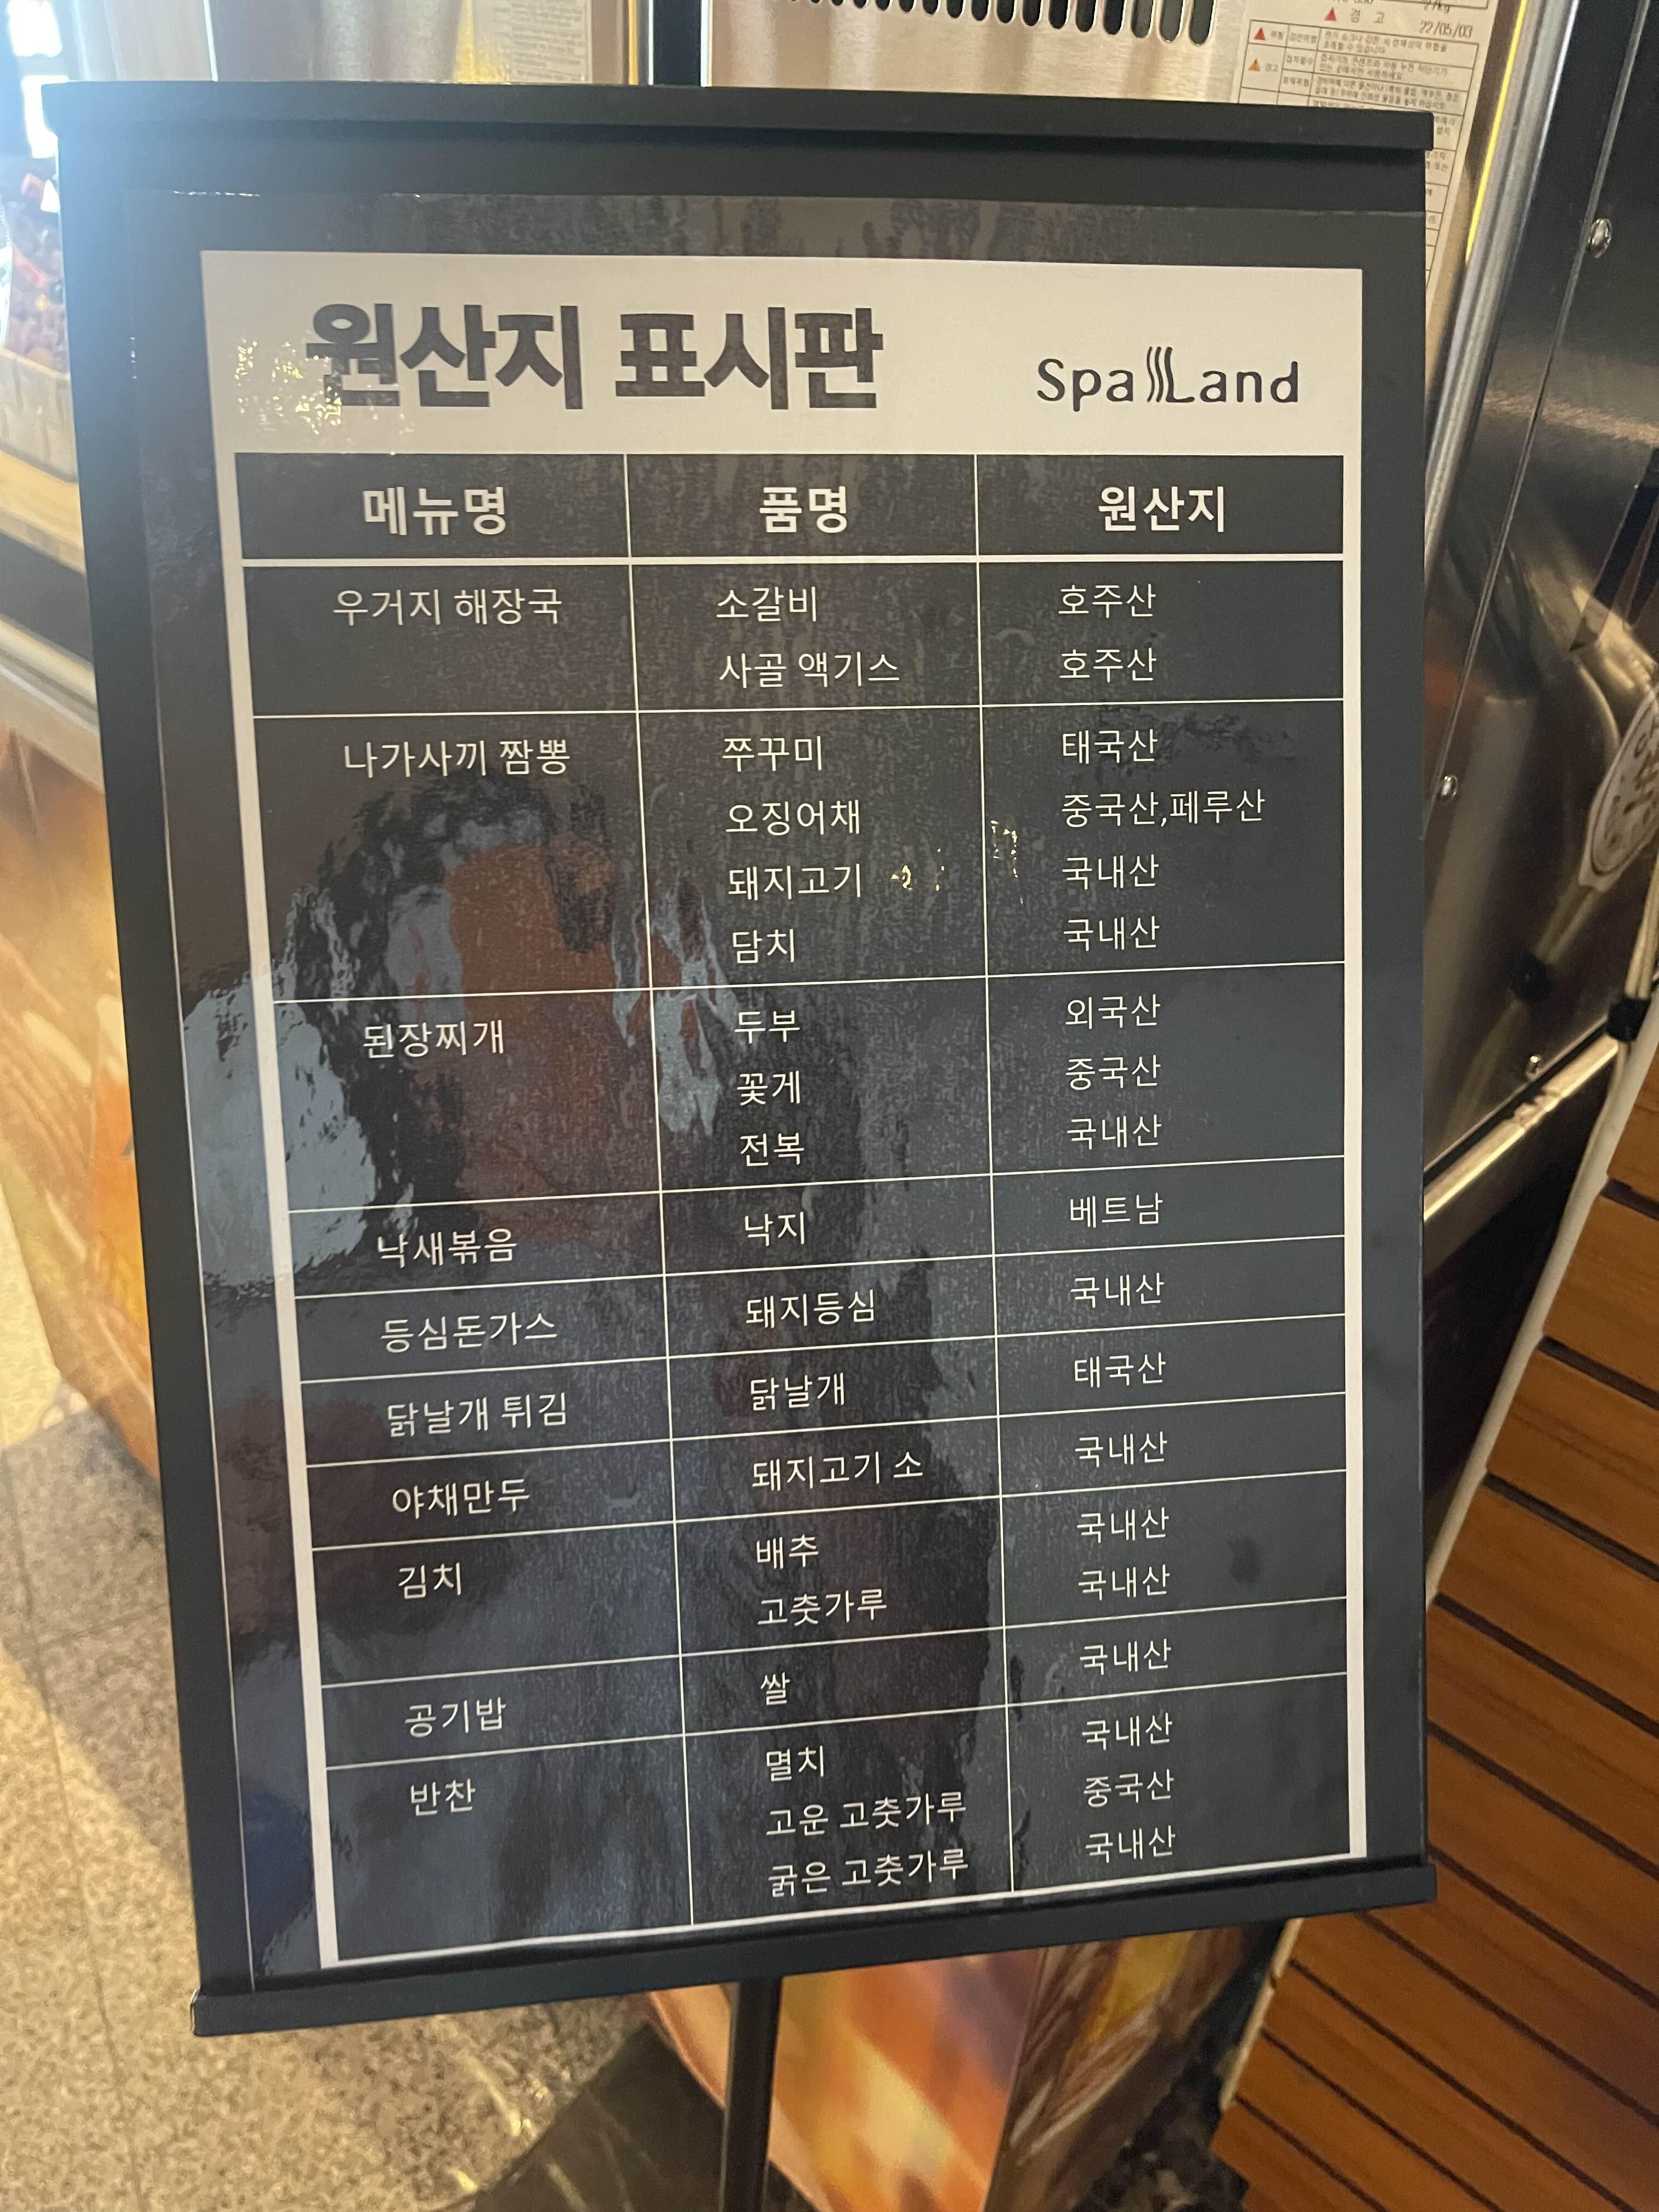 27kg
경 고
22/05/03
원산지 표시판 Spa Land
메뉴명 품명 원산지
우거지 해장국 소갈비 호주산
사골 액기스 호주산
나가사끼 짬뽕 쭈꾸미 태국산
오징어채 중국산,페루산
돼지고기 국내산
담치 국내산
된장찌개 두부 외국산
꽃게 중국산
전복 국내산
낙새볶음 낙지 베트남
등심돈가스 돼지등심 국내산
닭날개 튀김 닭날개 태국산
야채만두 돼지고기 소 국내산
김치 배추 국내산
고춧가루 국내산
공기밥 쌀 국내산
반찬 멸치 국내산
고운 고춧가루 중국산
굵은 고춧가루 국내산